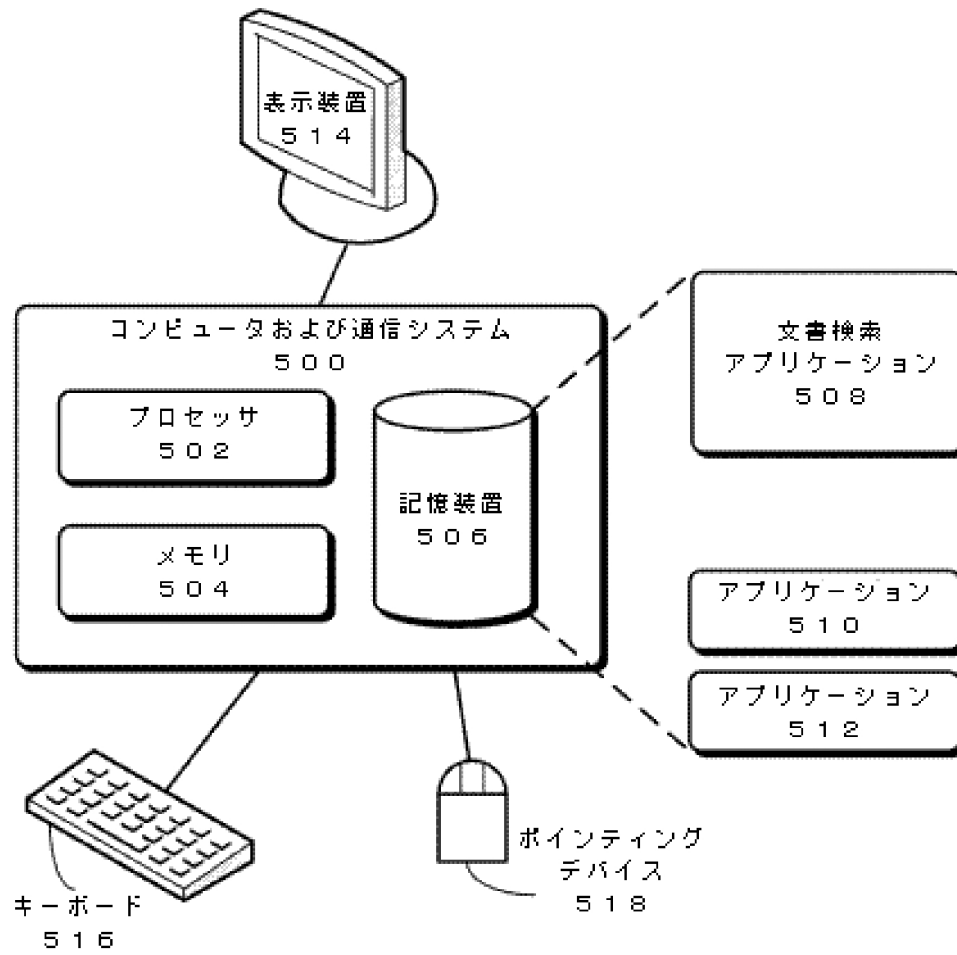 表示装置
５１４
コンピュータおよび通信システム
５００
プロセッサ
５０２
メモリ
５０４
記憶装置
５０６
文書検索
アプリケーション
５０８
アプリケーション
５１０
アプリケーション
５１２
キーボード
５１６
ポインティング
デバイス
５１８